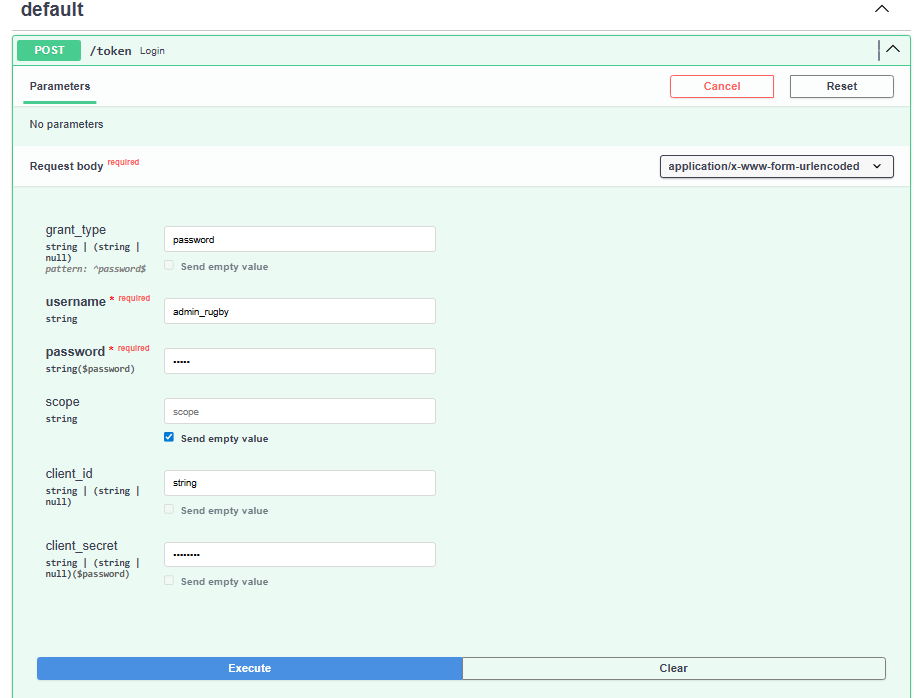 default
POST /token Login
Parameters Cancel Reset
No parameters
Request body required application/x-www-form-urlencoded
grant_type
string | (string |
null)
pattern: ^password$
password
Send empty value
username * required
string
admin_rugby
password * required
string($password)
•••••
scope
string
scope
Send empty value
client_id
string | (string |
null)
string
Send empty value
client_secret
string | (string |
null)($password)
••••••••
Send empty value
Execute Clear